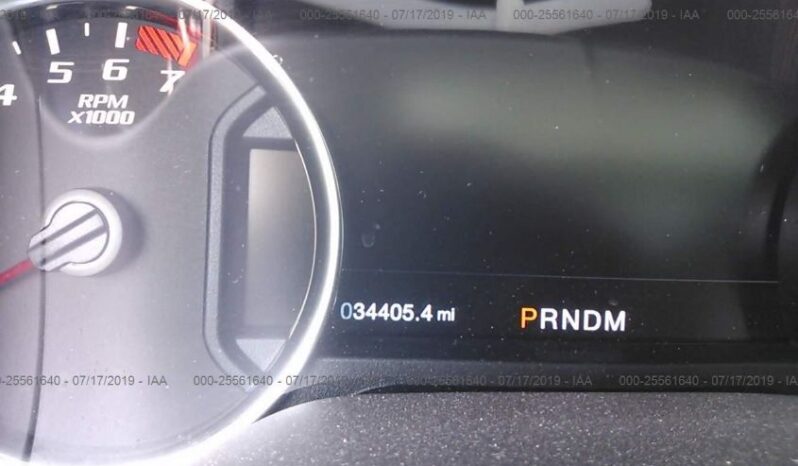 000-25561640 - 07/17/2019 - IAA 000-25561640 - 07/17/2019 - IAA
4 5 6 7
RPM
X1000
034405.4 mi PRNDM
-25561640 - 07/17/2019 - IAA 000-25561640 - 07/17/2019 - IAA 000-25561640 - 07/17/2019 - IAA